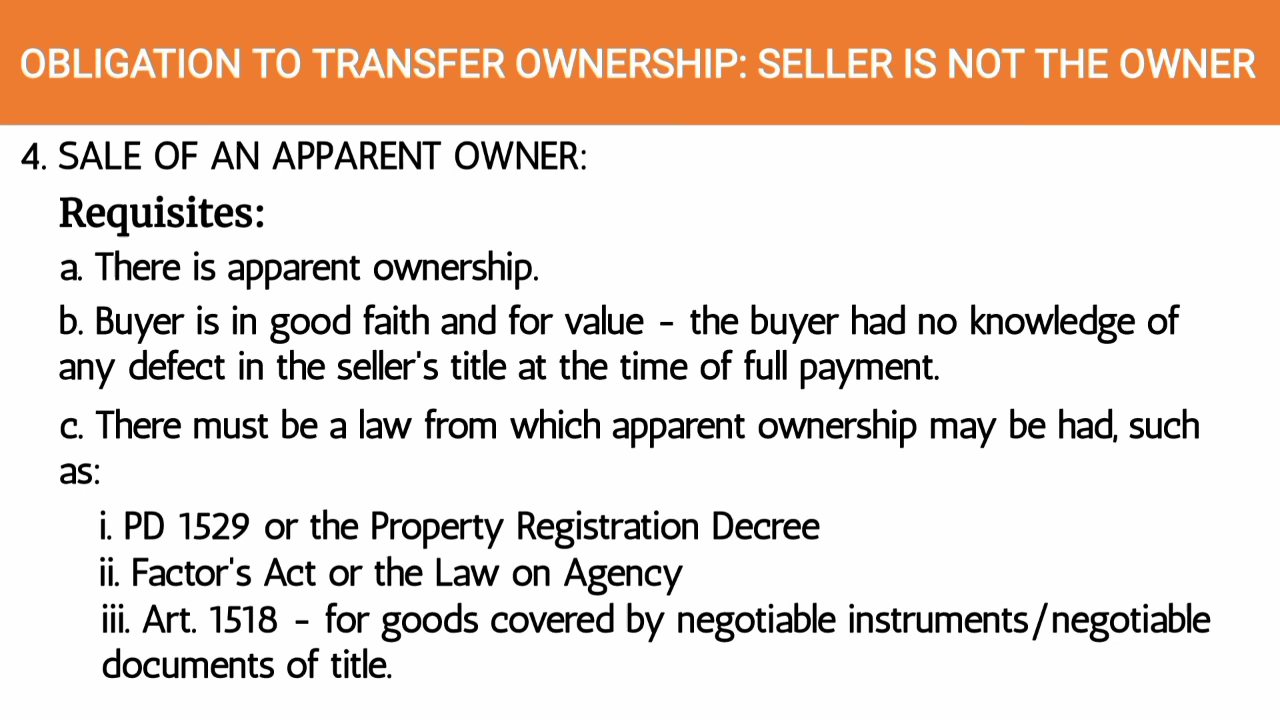 OBLIGATION TO TRANSFER OWNERSHIP: SELLER IS NOT THE OWNER
4. SALE OF AN APPARENT OWNER:
Requisites:
a. There is apparent ownership.
b. Buyer is in good faith and for value - the buyer had no knowledge of
any defect in the seller's title at the time of full payment.
c. There must be a law from which apparent ownership may be had, such
as:
i. PD 1529 or the Property Registration Decree
ii. Factor's Act or the Law on Agency
iii. Art. 1518 - for goods covered by negotiable instruments/negotiable
documents of title.